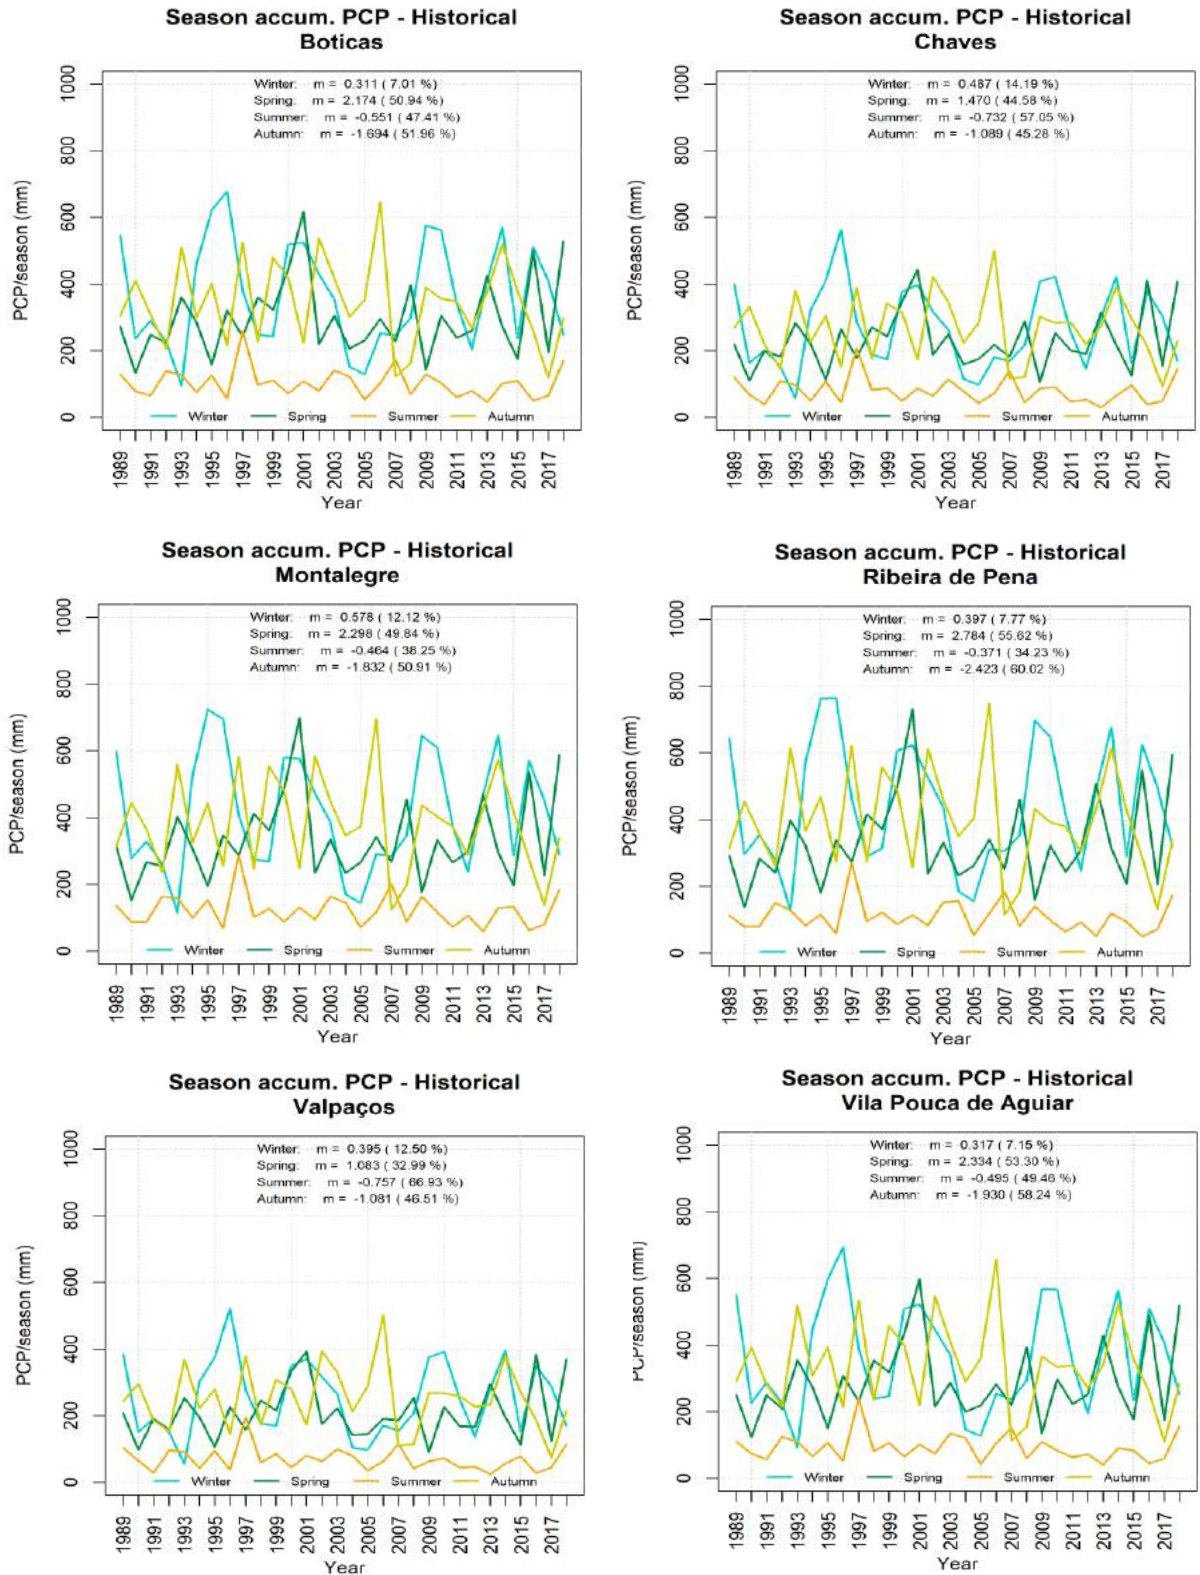 Season accum. PCP - Historical
Boticas
Winter: m = 0.311 ( 7.01 %)
Spring: m = 2.174 ( 50.94 %)
Summer: m = -0.551 ( 47.41 %)
Autumn: m = -1.694 ( 51.96 %)
PCP/season (mm)
0 200 400 600 800 1000
Winter Spring Summer Autumn
1989 1991 1993 1995 1997 1999 2001 2003 2005 2007 2009 2011 2013 2015 2017
Year
Season accum. PCP - Historical
Chaves
Winter: m = 0.487 ( 14.19 %)
Spring: m = 1.470 ( 44.58 %)
Summer: m = -0.732 ( 57.05 %)
Autumn: m = -1.089 ( 45.28 %)
PCP/season (mm)
0 200 400 600 800 1000
Winter Spring Summer Autumn
1989 1991 1993 1995 1997 1999 2001 2003 2005 2007 2009 2011 2013 2015 2017
Year
Season accum. PCP - Historical
Montalegre
Winter: m = 0.578 ( 12.12 %)
Spring: m = 2.298 ( 49.84 %)
Summer: m = -0.464 ( 38.25 %)
Autumn: m = -1.832 ( 50.91 %)
PCP/season (mm)
0 200 400 600 800 1000
Winter Spring Summer Autumn
1989 1991 1993 1995 1997 1999 2001 2003 2005 2007 2009 2011 2013 2015 2017
Year
Season accum. PCP - Historical
Ribeira de Pena
Winter: m = 0.397 ( 7.77 %)
Spring: m = 2.784 ( 55.62 %)
Summer: m = -0.371 ( 34.23 %)
Autumn: m = -2.423 ( 60.02 %)
PCP/season (mm)
0 200 400 600 800 1000
Winter Spring Summer Autumn
1989 1991 1993 1995 1997 1999 2001 2003 2005 2007 2009 2011 2013 2015 2017
Year
Season accum. PCP - Historical
Valpaços
Winter: m = 0.395 ( 12.50 %)
Spring: m = 1.083 ( 32.99 %)
Summer: m = -0.757 ( 66.93 %)
Autumn: m = -1.081 ( 46.51 %)
PCP/season (mm)
0 200 400 600 800 1000
Winter Spring Summer Autumn
1989 1991 1993 1995 1997 1999 2001 2003 2005 2007 2009 2011 2013 2015 2017
Year
Season accum. PCP - Historical
Vila Pouca de Aguiar
Winter: m = 0.317 ( 7.15 %)
Spring: m = 2.334 ( 53.30 %)
Summer: m = -0.495 ( 49.46 %)
Autumn: m = -1.930 ( 58.24 %)
PCP/season (mm)
0 200 400 600 800 1000
Winter Spring Summer Autumn
1989 1991 1993 1995 1997 1999 2001 2003 2005 2007 2009 2011 2013 2015 2017
Year